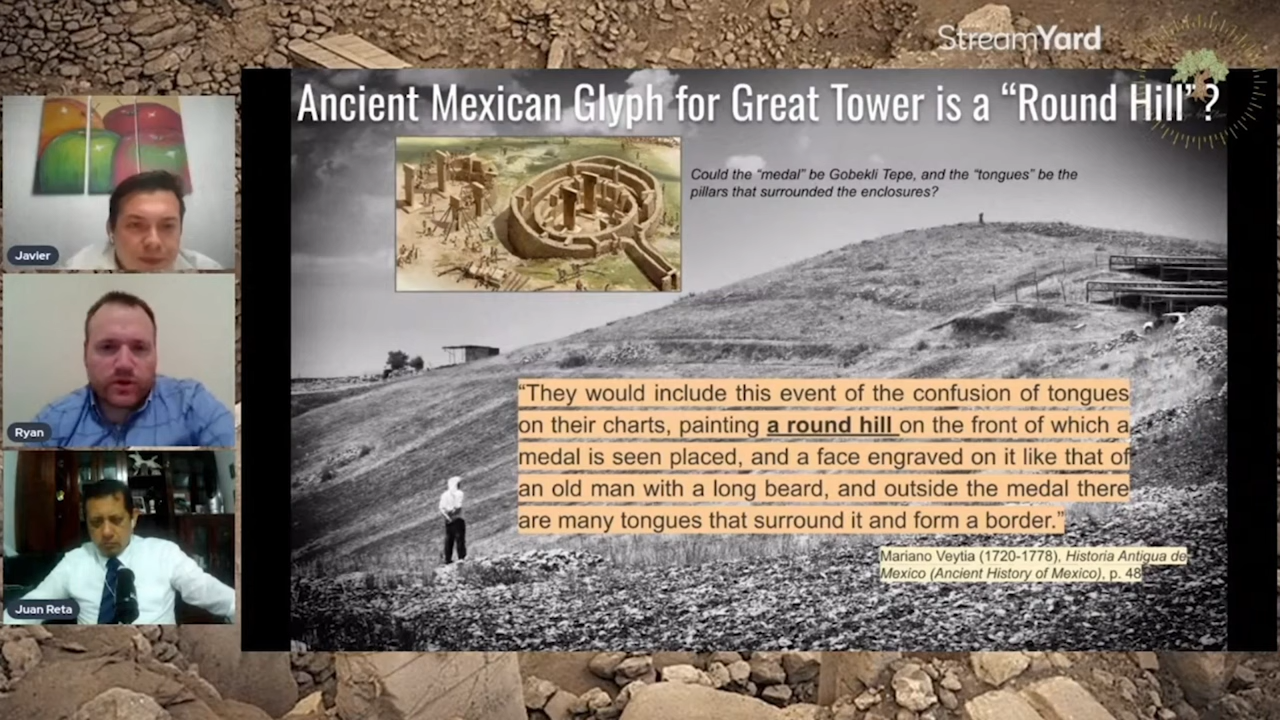 StreamYard
Ancient Mexican Glyph for Great Tower is a “Round Hill”?
Could the “medal” be Gobekli Tepe, and the “tongues” be the
pillars that surrounded the enclosures?
“They would include this event of the confusion of tongues
on their charts, painting a round hill on the front of which a
medal is seen placed, and a face engraved on it like that of
an old man with a long beard, and outside the medal there
are many tongues that surround it and form a border.”
Mariano Veytia (1720-1778), Historia Antigua de
Mexico (Ancient History of Mexico), p. 48
Javier
Ryan
Juan Reta